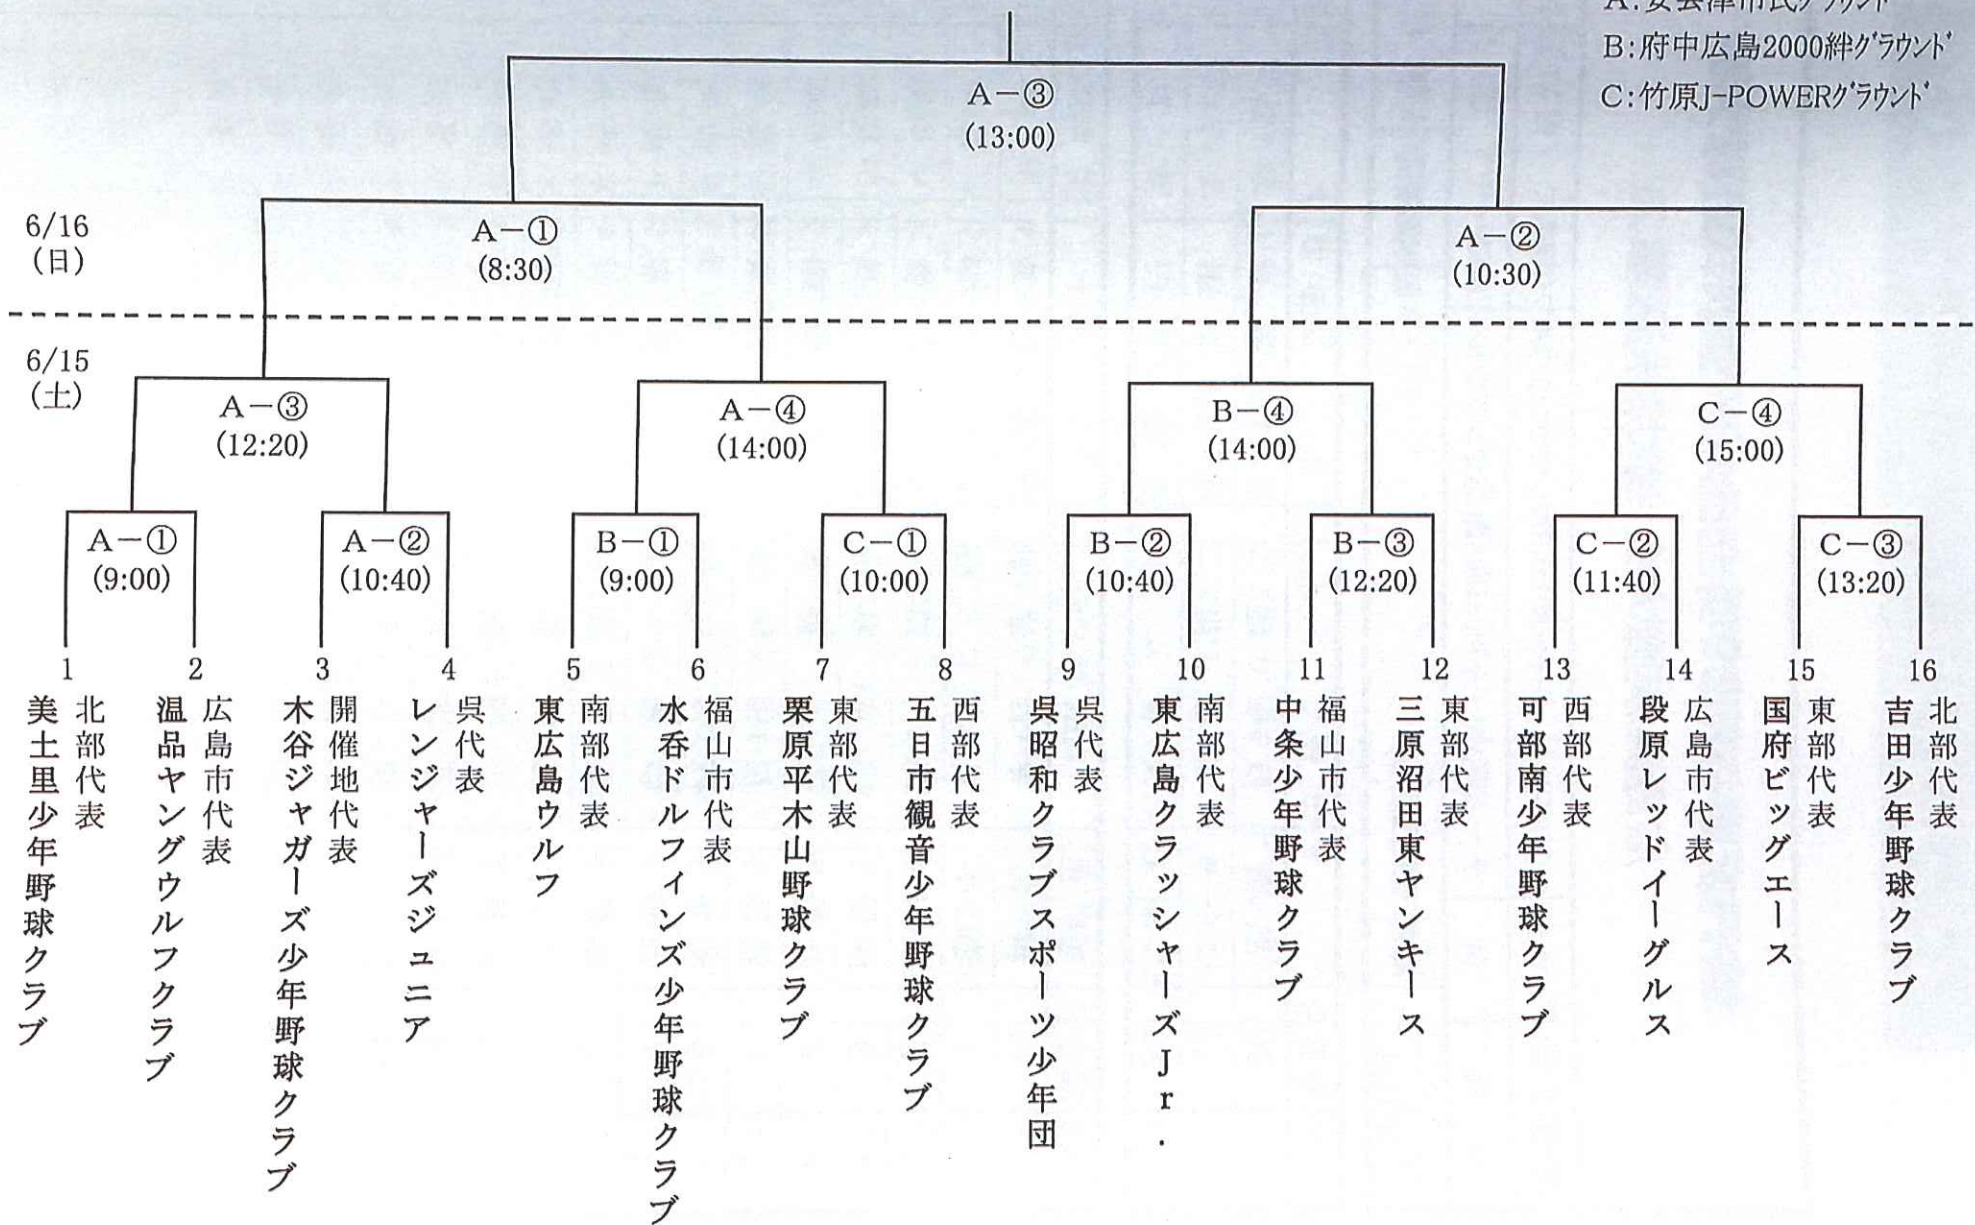 A:安芸津市民グラウンド
B:府中広島2000絆グラウンド
C:竹原J-POWERグラウンド
A-③
(13:00)
6/16
(日)
A-①
(8:30)
A-②
(10:30)
6/15
(土)
A-③
(12:20)
A-④
(14:00)
B-④
(14:00)
C-④
(15:00)
A-①
(9:00)
A-②
(10:40)
B-①
(9:00)
C-①
(10:00)
B-②
(10:40)
B-③
(12:20)
C-②
(11:40)
C-③
(13:20)
1
北部代表
美土里少年野球クラブ
2
広島市代表
温品ヤングウルフクラブ
3
開催地代表
木谷ジャガーズ少年野球クラブ
4
呉代表
レンジャーズジュニア
5
南部代表
東広島ウルフ
6
福山市代表
水呑ドルフィンズ少年野球クラブ
7
東部代表
栗原平木山野球クラブ
8
西部代表
五日市観音少年野球クラブ
9
呉代表
呉昭和クラブスポーツ少年団
10
南部代表
東広島クラッシャーズJr.
11
福山市代表
中条少年野球クラブ
12
東部代表
三原沼田東ヤンキース
13
西部代表
可部南少年野球クラブ
14
広島市代表
段原レッドイーグルス
15
東部代表
国府ビッグエース
16
北部代表
吉田少年野球クラブ